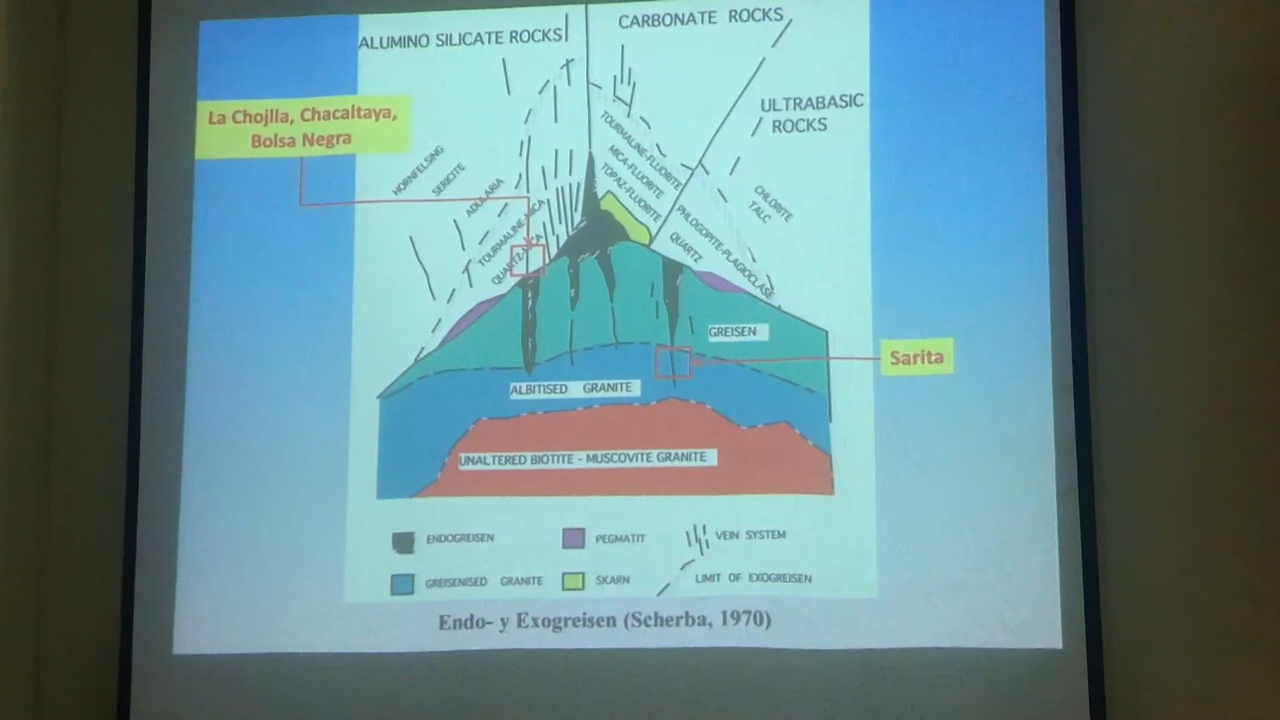 ALUMINO SILICATE ROCKS
CARBONATE ROCKS
ULTRABASIC
ROCKS
La Chojlla, Chacaltaya,
Bolsa Negra
HORNFELSING
SERICITE
ADULARIA
TOURMALINE-MICA
QUARTZ-MICA
TOURMALINE-FLUORITE
MICA-FLUORITE
TOPAZ-FLUORITE
PHLOGOPITE-PLAGIOCLASE
QUARTZ
CHLORITE
TALC
GREISEN
Sarita
ALBITISED GRANITE
UNALTERED BIOTITE - MUSCOVITE GRANITE
ENDOGREISEN
PEGMATIT
VEIN SYSTEM
GREISENISED GRANITE
SKARN
LIMIT OF EXOGREISEN
Endo- y Exogreisen (Scherba, 1970)